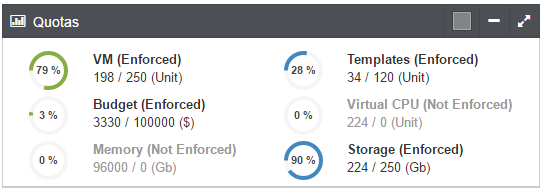 Quotas
79 %
VM (Enforced)
198 / 250 (Unit)
28 %
Templates (Enforced)
34 / 120 (Unit)
3 %
Budget (Enforced)
3330 / 100000 ($)
0 %
Virtual CPU (Not Enforced)
224 / 0 (Unit)
0 %
Memory (Not Enforced)
96000 / 0 (Gb)
90 %
Storage (Enforced)
224 / 250 (Gb)